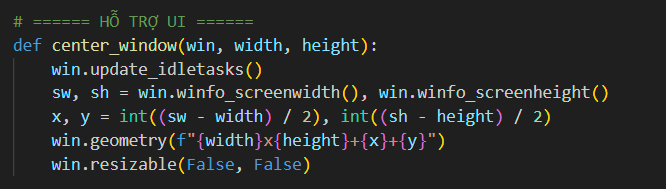 # ====== HỖ TRỢ UI ======
def center_window(win, width, height):
    win.update_idletasks()
    sw, sh = win.winfo_screenwidth(), win.winfo_screenheight()
    x, y = int((sw - width) / 2), int((sh - height) / 2)
    win.geometry(f"{width}x{height}+{x}+{y}")
    win.resizable(False, False)